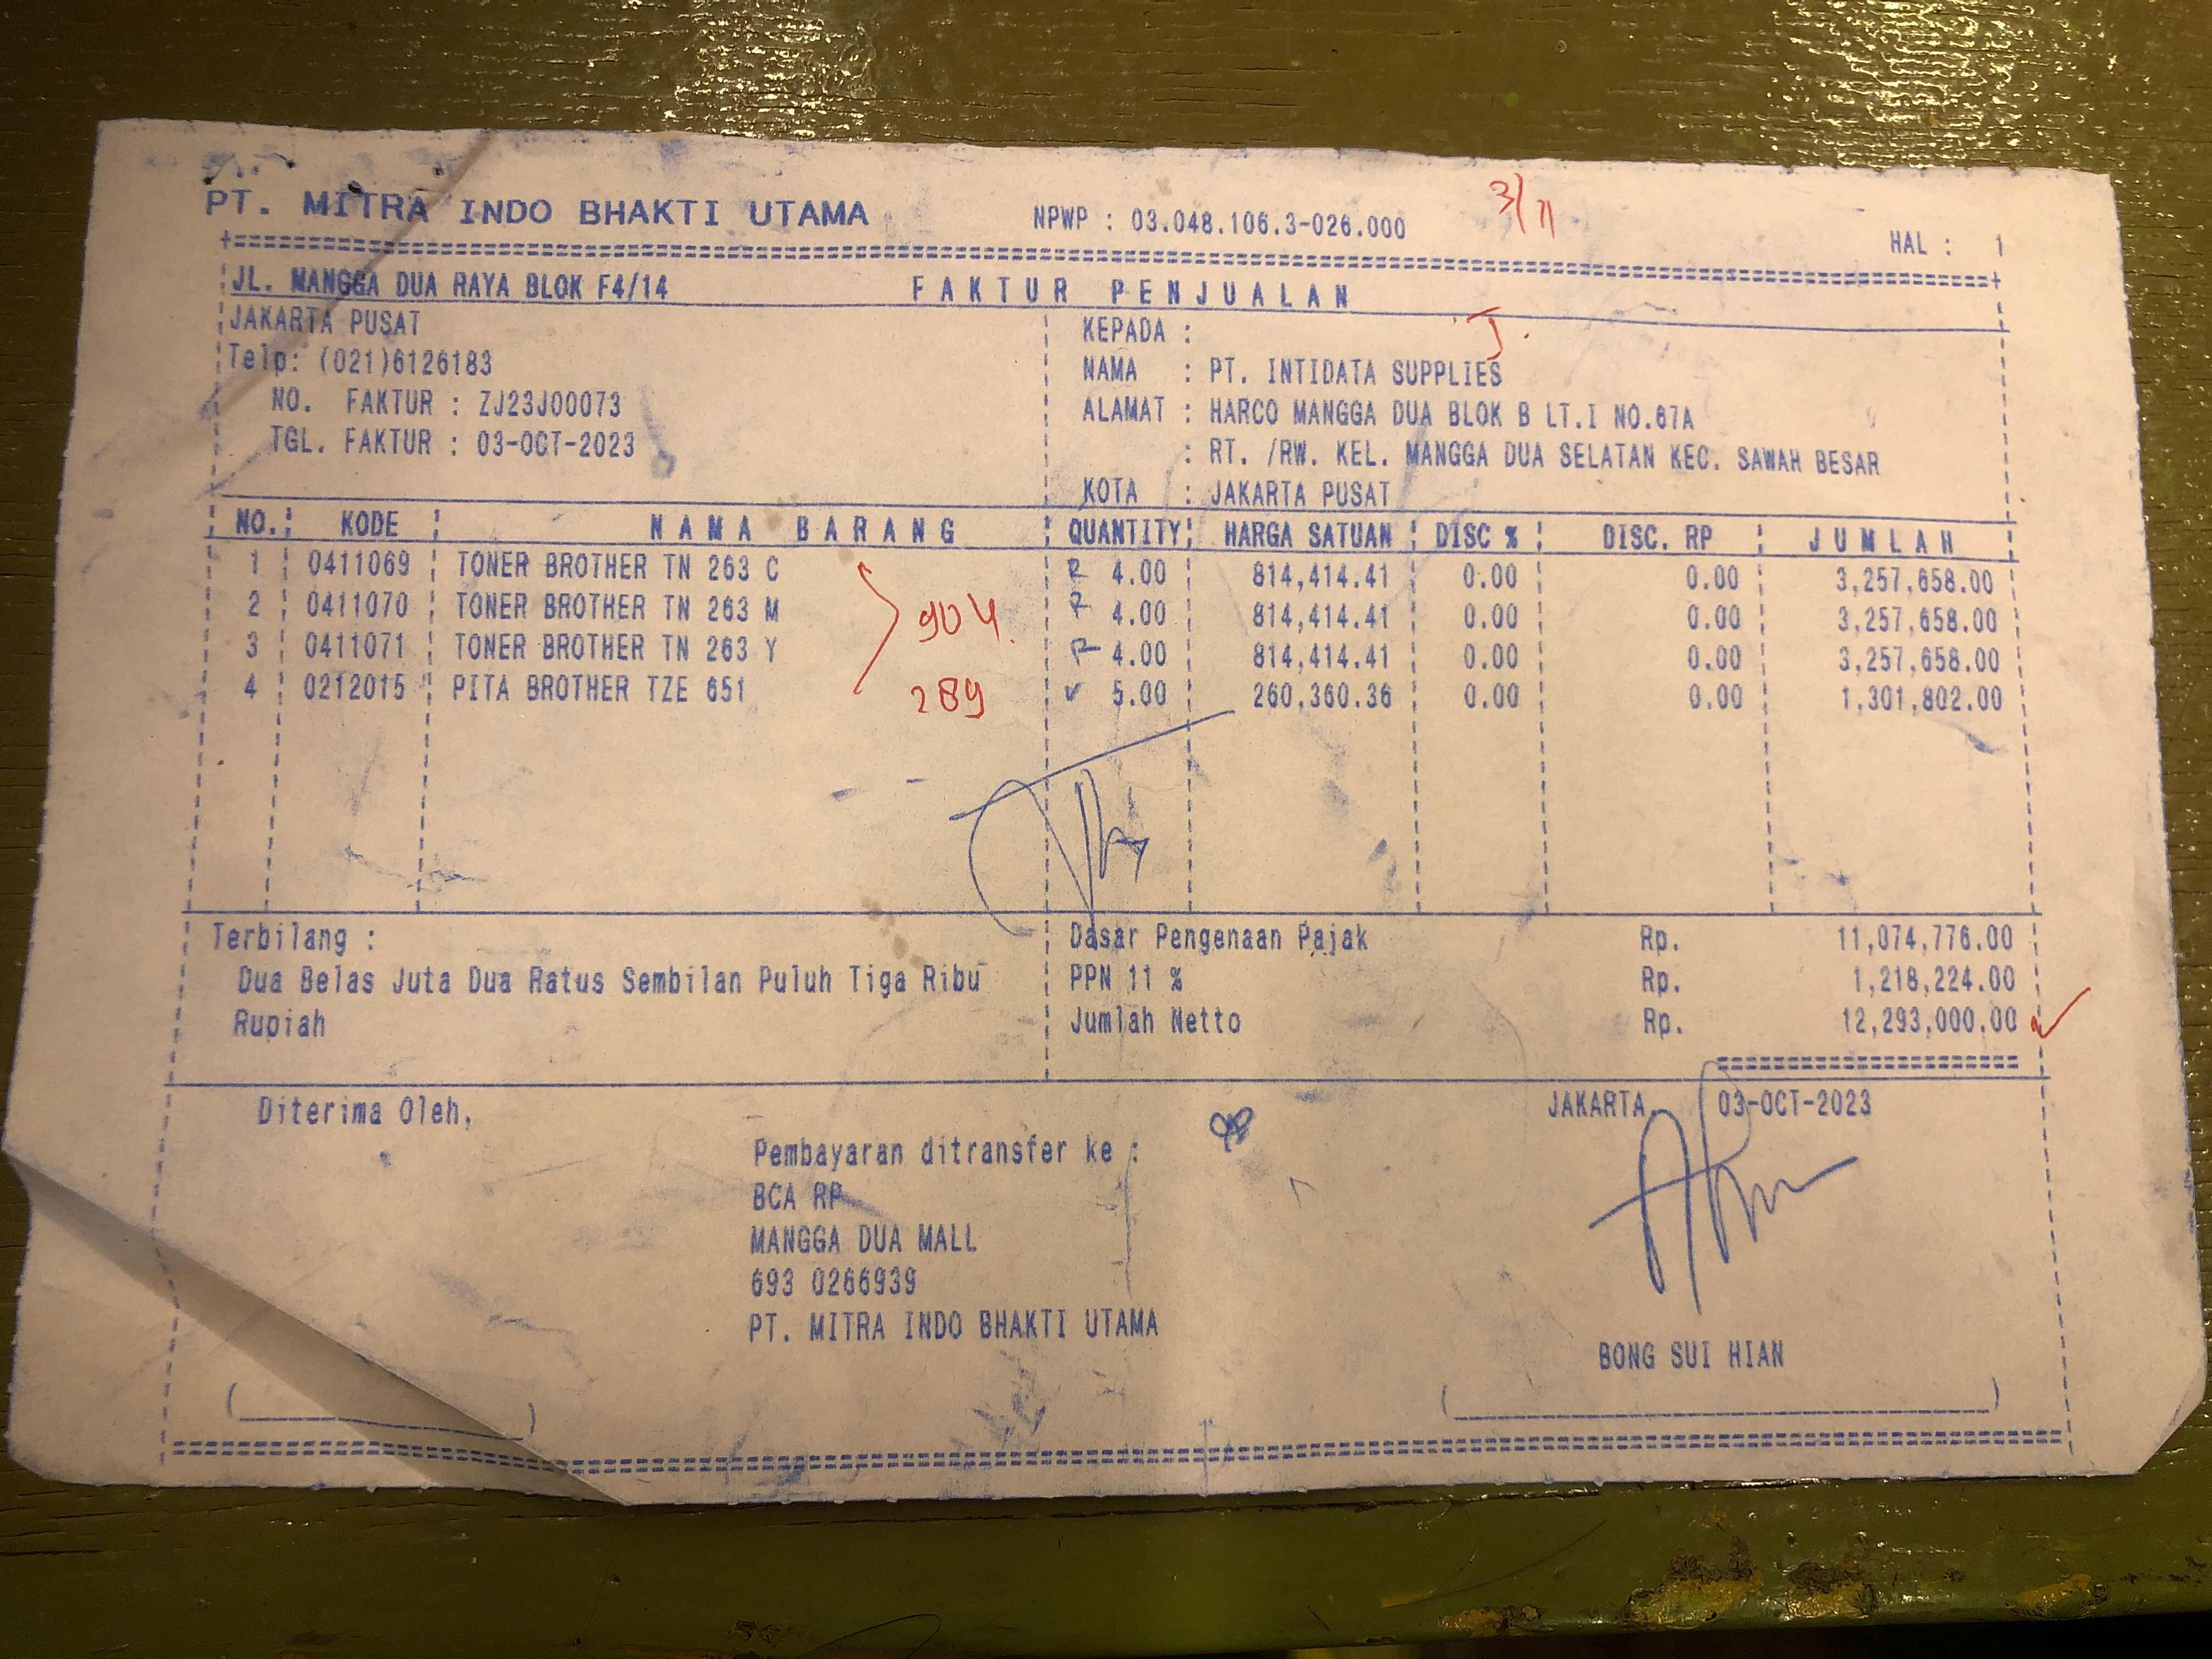 PT. MITRA INDO BHAKTI UTAMA NPWP : 03.048.106.3-026.000 3/11
HAL : 1
JL. MANGGA DUA RAYA BLOK F4/14 FAKTUR PENJUALAN
JAKARTA PUSAT
Telp: (021)6126183
NO. FAKTUR : ZJ23J00073
TGL. FAKTUR : 03-OCT-2023
KEPADA :
NAMA : PT. INTIDATA SUPPLIES
ALAMAT : HARCO MANGGA DUA BLOK B LT.I NO.67A
: RT. /RW. KEL. MANGGA DUA SELATAN KEC. SAWAH BESAR
KOTA : JAKARTA PUSAT
NO. KODE NAMA BARANG QUANTITY HARGA SATUAN DISC % DISC. RP JUMLAH
1 0411069 TONER BROTHER TN 263 C 4.00 814,414.41 0.00 0.00 3,257,658.00
2 0411070 TONER BROTHER TN 263 M 4.00 814,414.41 0.00 0.00 3,257,658.00
904.
3 0411071 TONER BROTHER TN 263 Y 4.00 814,414.41 0.00 0.00 3,257,658.00
4 0212015 PITA BROTHER TZE 651 289 5.00 260,360.36 0.00 0.00 1,301,802.00
Terbilang :
Dua Belas Juta Dua Ratus Sembilan Puluh Tiga Ribu
Rupiah
Dasar Pengenaan Pajak Rp. 11,074,776.00
PPN 11 % Rp. 1,218,224.00
Jumlah Netto Rp. 12,293,000.00
Diterima Oleh,
Pembayaran ditransfer ke :
BCA RP
MANGGA DUA MALL
693 0266939
PT. MITRA INDO BHAKTI UTAMA
JAKARTA, 03-OCT-2023
BONG SUI HIAN